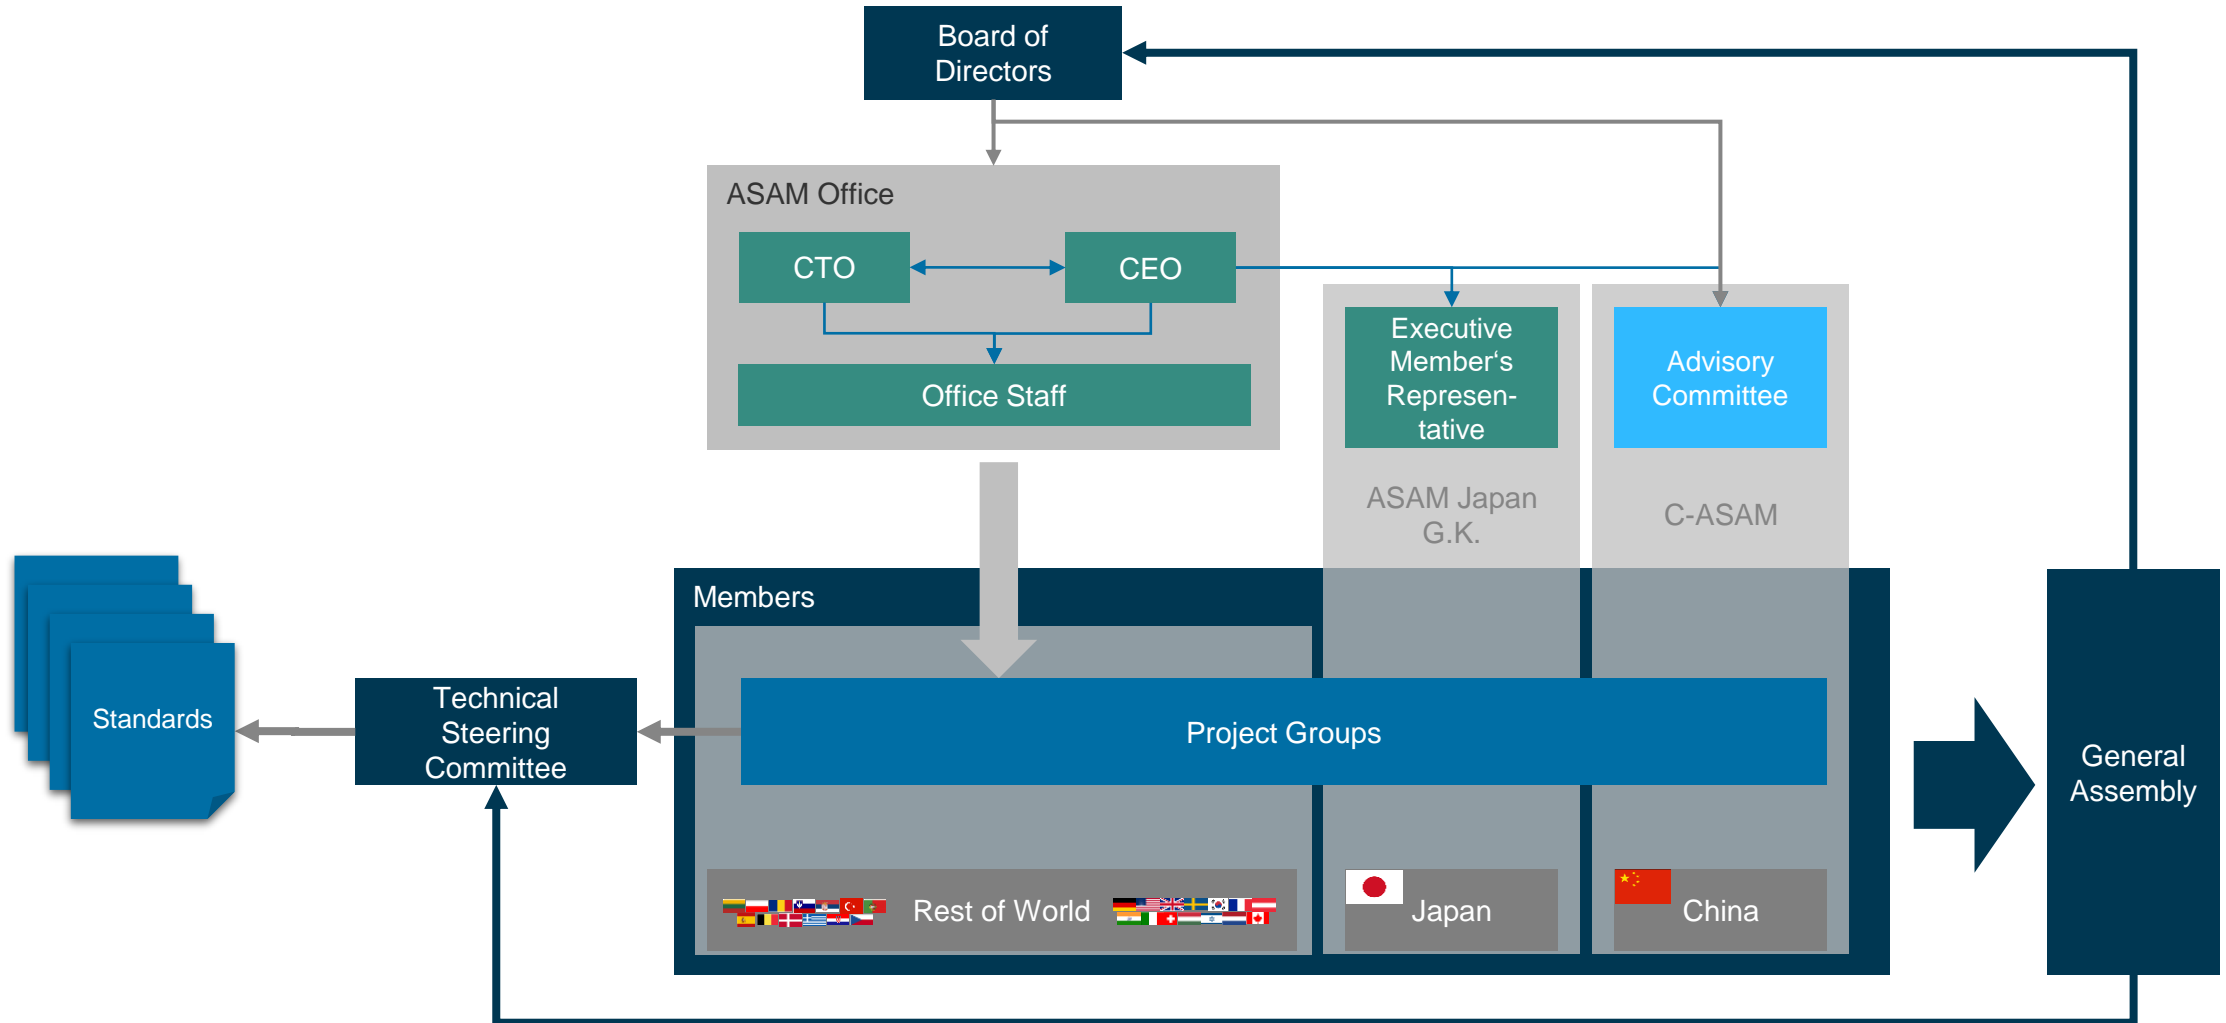 Board of
Directors
ASAM Office
CTO
CEO
Office Staff
Executive
Member‘s
Represen-
tative
Advisory
Committee
ASAM Japan
G.K.
C-ASAM
Members
Standards
Technical
Steering
Committee
Project Groups
General
Assembly
Rest of World
Japan
China